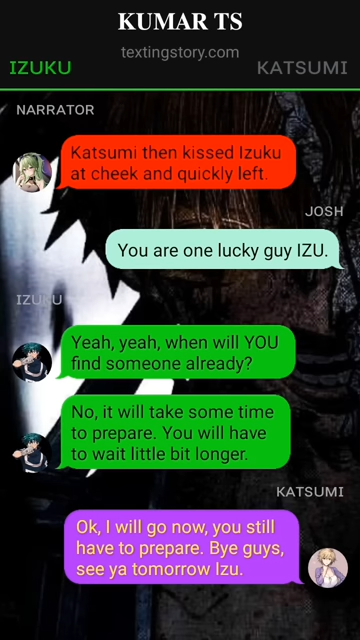 KUMAR TS
textingstory.com
IZUKU
KATSUMI
NARRATOR
Katsumi then kissed Izuku
at cheek and quickly left.
JOSH
You are one lucky guy IZU.
IZUKU
Yeah, yeah, when will YOU
find someone already?
No, it will take some time
to prepare. You will have
to wait little bit longer.
KATSUMI
Ok, I will go now, you still
have to prepare. Bye guys,
see ya tomorrow Izu.